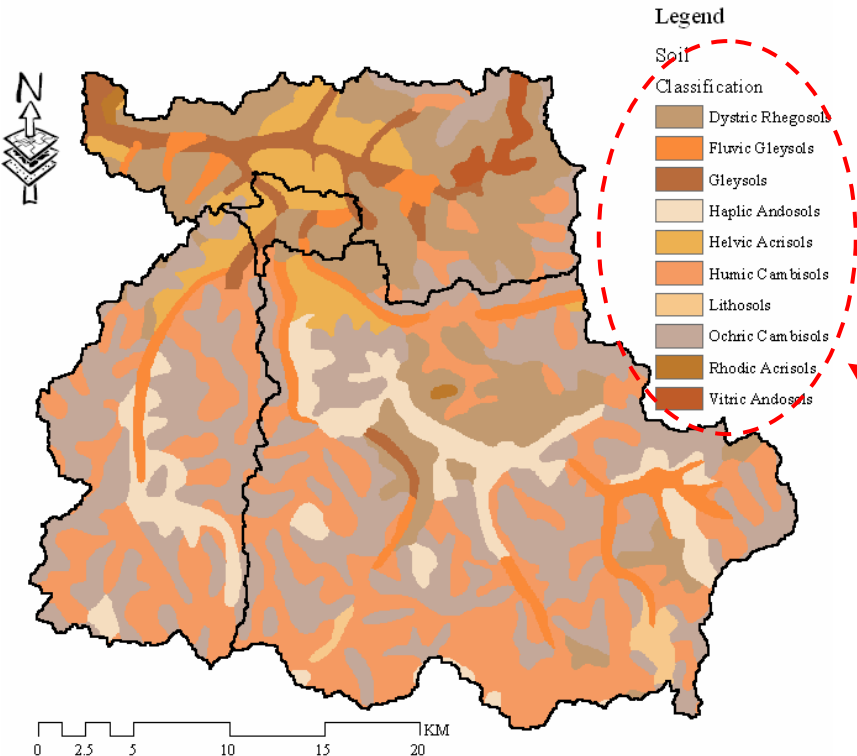 Legend
Soil
Classification
Dystric Rhegosols
Fluvic Gleysols
Gleysols
Haplic Andosols
Helvic Acrisols
Humic Cambisols
Lithosols
Ochric Cambisols
Rhodic Acrisols
Vitric Andosols
N
KM
0 2.5 5 10 15 20